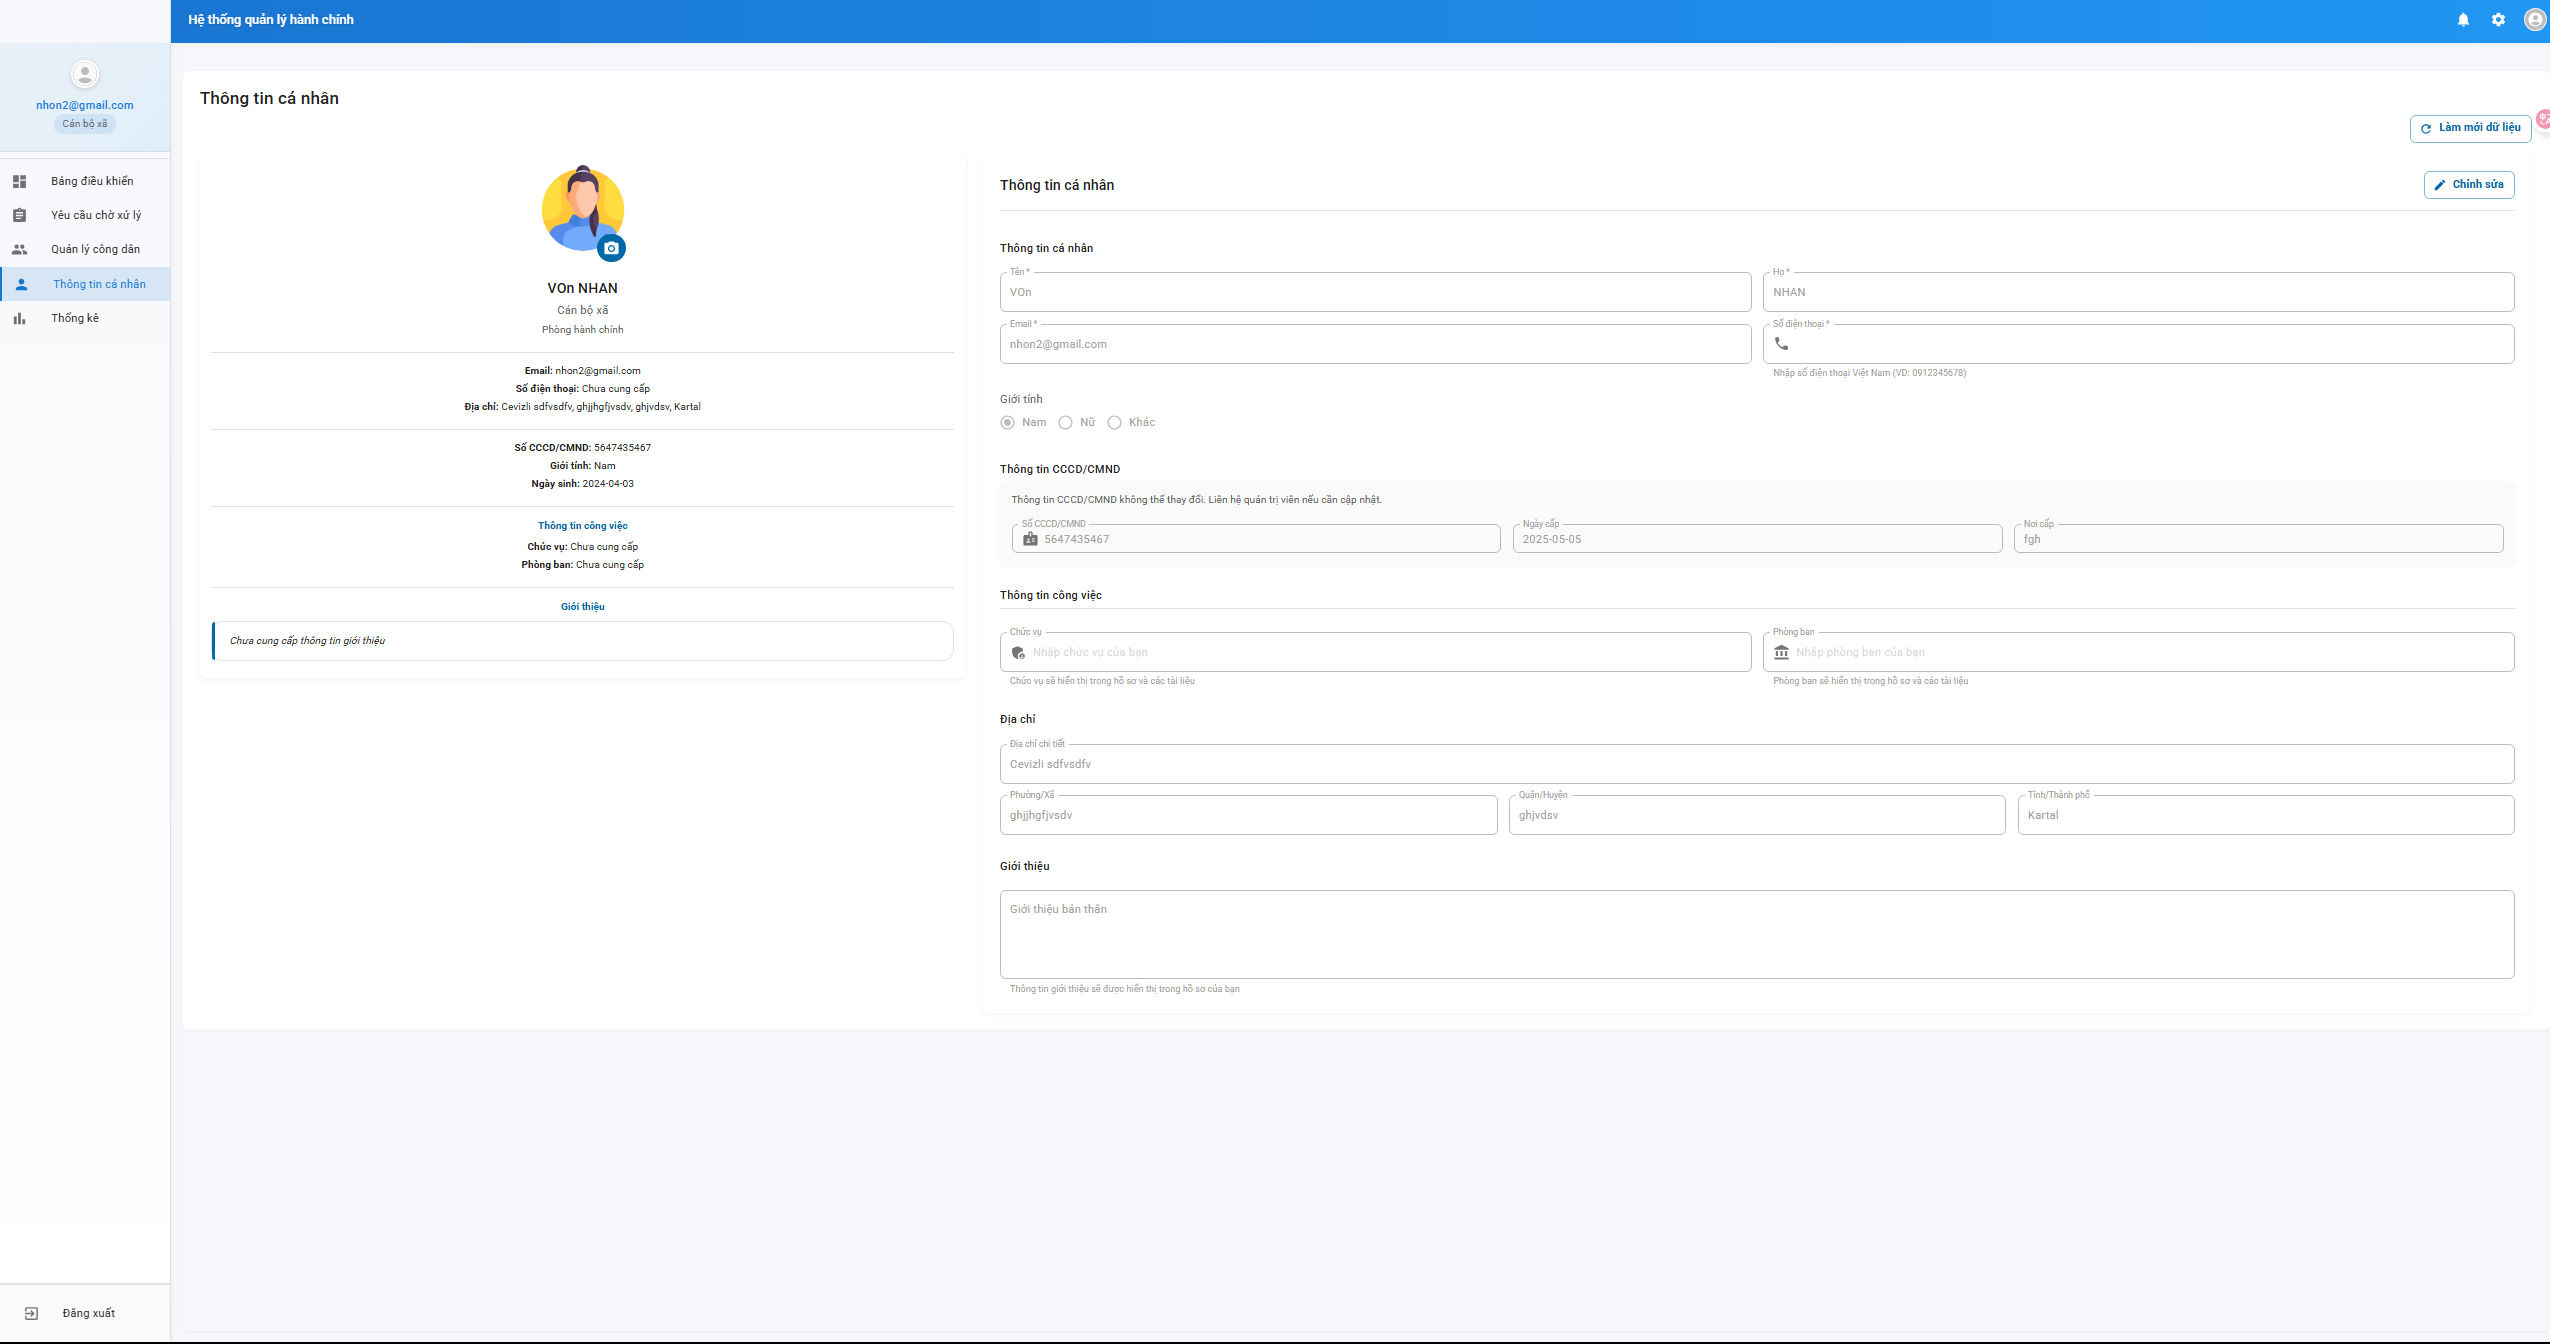 Hệ thống quản lý hành chính
nhon2@gmail.com
Cán bộ xã
Bảng điều khiển
Yêu cầu chờ xử lý
Quản lý công dân
Thông tin cá nhân
Thống kê
Đăng xuất
Thông tin cá nhân
Làm mới dữ liệu
VOn NHAN
Cán bộ xã
Phòng hành chính
Email: nhon2@gmail.com
Số điện thoại: Chưa cung cấp
Địa chỉ: Cevizli sdfvsdfv, ghjjhgfjvsdv, ghjvdsv, Kartal
Số CCCD/CMND: 5647435467
Giới tính: Nam
Ngày sinh: 2024-04-03
Thông tin công việc
Chức vụ: Chưa cung cấp
Phòng ban: Chưa cung cấp
Giới thiệu
Chưa cung cấp thông tin giới thiệu
Thông tin cá nhân
Chỉnh sửa
Thông tin cá nhân
Tên *
VOn
Họ *
NHAN
Email *
nhon2@gmail.com
Số điện thoại *
Nhập số điện thoại Việt Nam (VD: 0912345678)
Giới tính
Nam Nữ Khác
Thông tin CCCD/CMND
Thông tin CCCD/CMND không thể thay đổi. Liên hệ quản trị viên nếu cần cập nhật.
Số CCCD/CMND
5647435467
Ngày cấp
2025-05-05
Nơi cấp
fgh
Thông tin công việc
Chức vụ
Nhập chức vụ của bạn
Chức vụ sẽ hiển thị trong hồ sơ và các tài liệu
Phòng ban
Nhập phòng ban của bạn
Phòng ban sẽ hiển thị trong hồ sơ và các tài liệu
Địa chỉ
Địa chỉ chi tiết
Cevizli sdfvsdfv
Phường/Xã
ghjjhgfjvsdv
Quận/Huyện
ghjvdsv
Tỉnh/Thành phố
Kartal
Giới thiệu
Giới thiệu bản thân
Thông tin giới thiệu sẽ được hiển thị trong hồ sơ của bạn